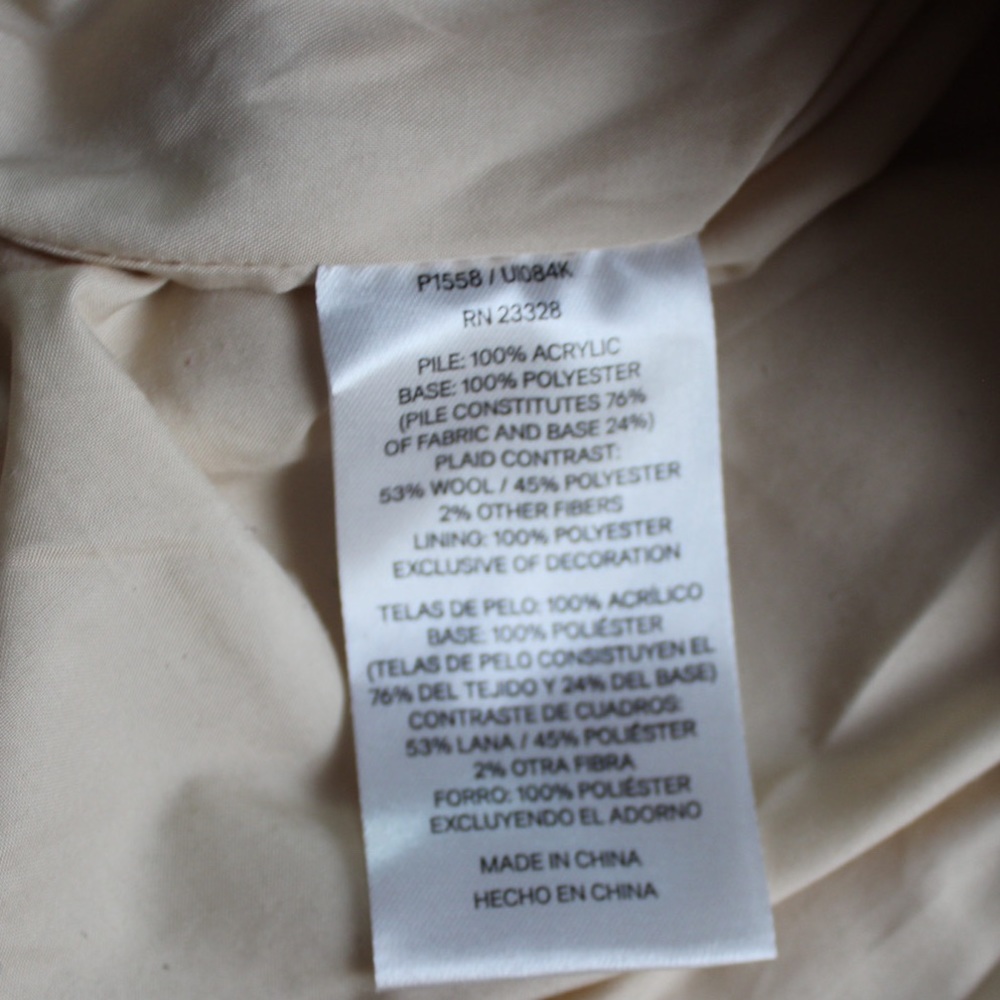 P1558 / U1084K
RN 23328
PILE: 100% ACRYLIC
BASE: 100% POLYESTER
(PILE CONSTITUTES 76%
OF FABRIC AND BASE 24%)
PLAID CONTRAST:
53% WOOL / 45% POLYESTER
2% OTHER FIBERS
LINING: 100% POLYESTER
EXCLUSIVE OF DECORATION
TELAS DE PELO: 100% ACRÍLICO
BASE: 100% POLIÉSTER
(TELAS DE PELO CONSISTUYEN EL
76% DEL TEJIDO Y 24% DEL BASE)
CONTRASTE DE CUADROS:
53% LANA / 45% POLIÉSTER
2% OTRA FIBRA
FORRO: 100% POLIÉSTER
EXCLUYENDO EL ADORNO
MADE IN CHINA
HECHO EN CHINA